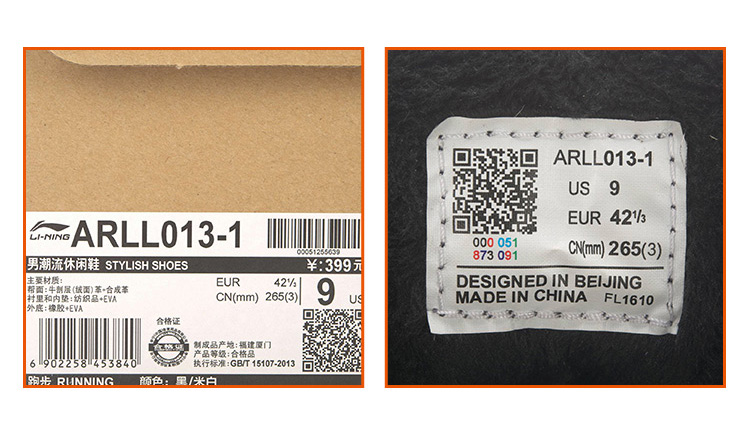 LI-NING ARLL013-1
00051255639
男潮流休闲鞋 STYLISH SHOES ¥:399元
主要材质:
帮面:牛剖层(绒面)革+合成革
衬里和内垫:纺织品+EVA
外底:橡胶+EVA
EUR 42⅓
CN(mm) 265(3)
9 US
合格证
合格证
制成品产地: 福建厦门
产品等级: 合格品
执行标准: GB/T 15107-2013
6 902258 453840
跑步 RUNNING 颜色: 黑/米白
ARLL013-1
US 9
EUR 42⅓
CN(mm) 265(3)
000 051
873 091
DESIGNED IN BEIJING
MADE IN CHINA FL1610